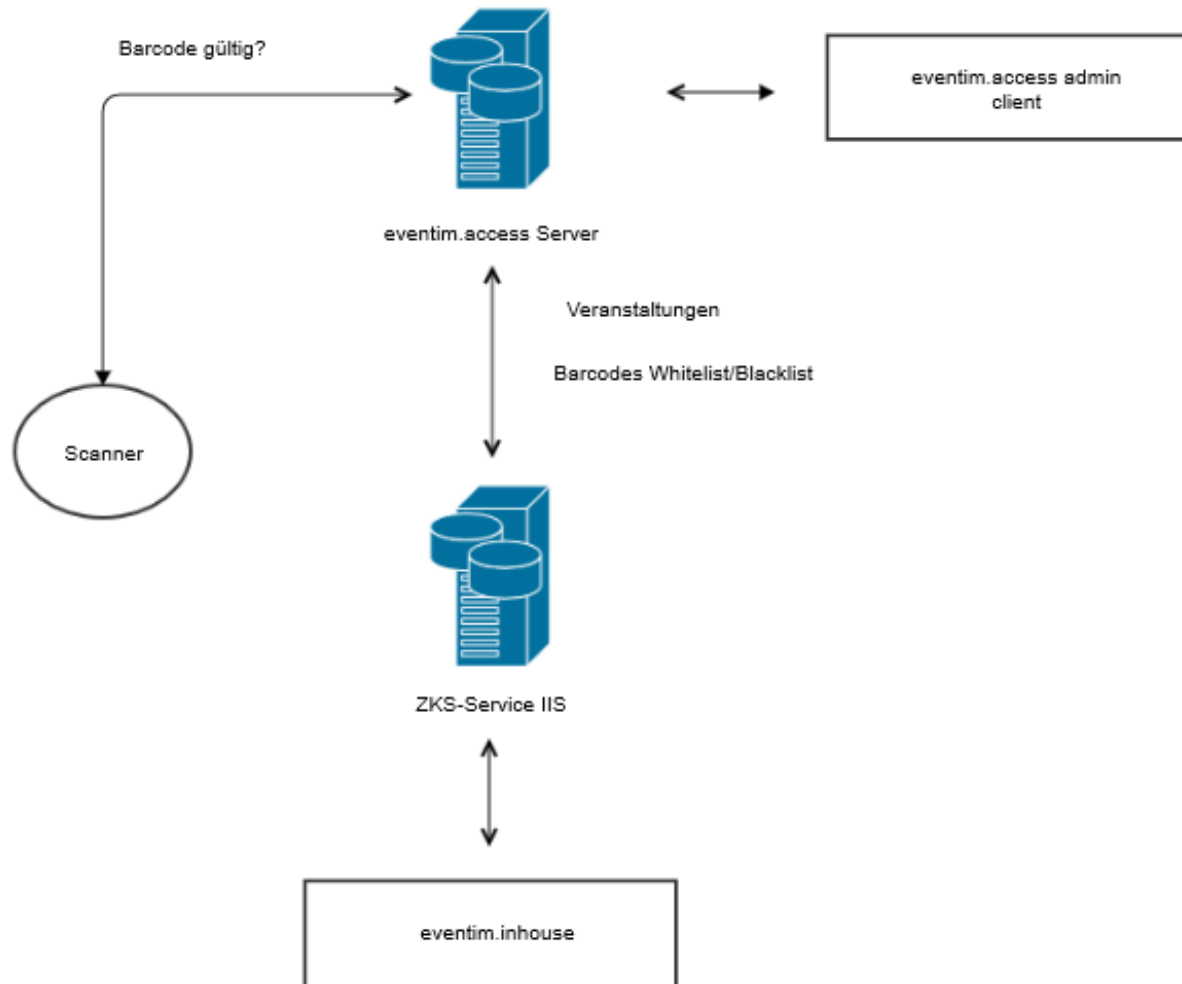 Barcode gültig?
eventim.access admin
client
eventim.access Server
Veranstaltungen
Barcodes Whitelist/Blacklist
Scanner
ZKS-Service IIS
eventim.inhouse